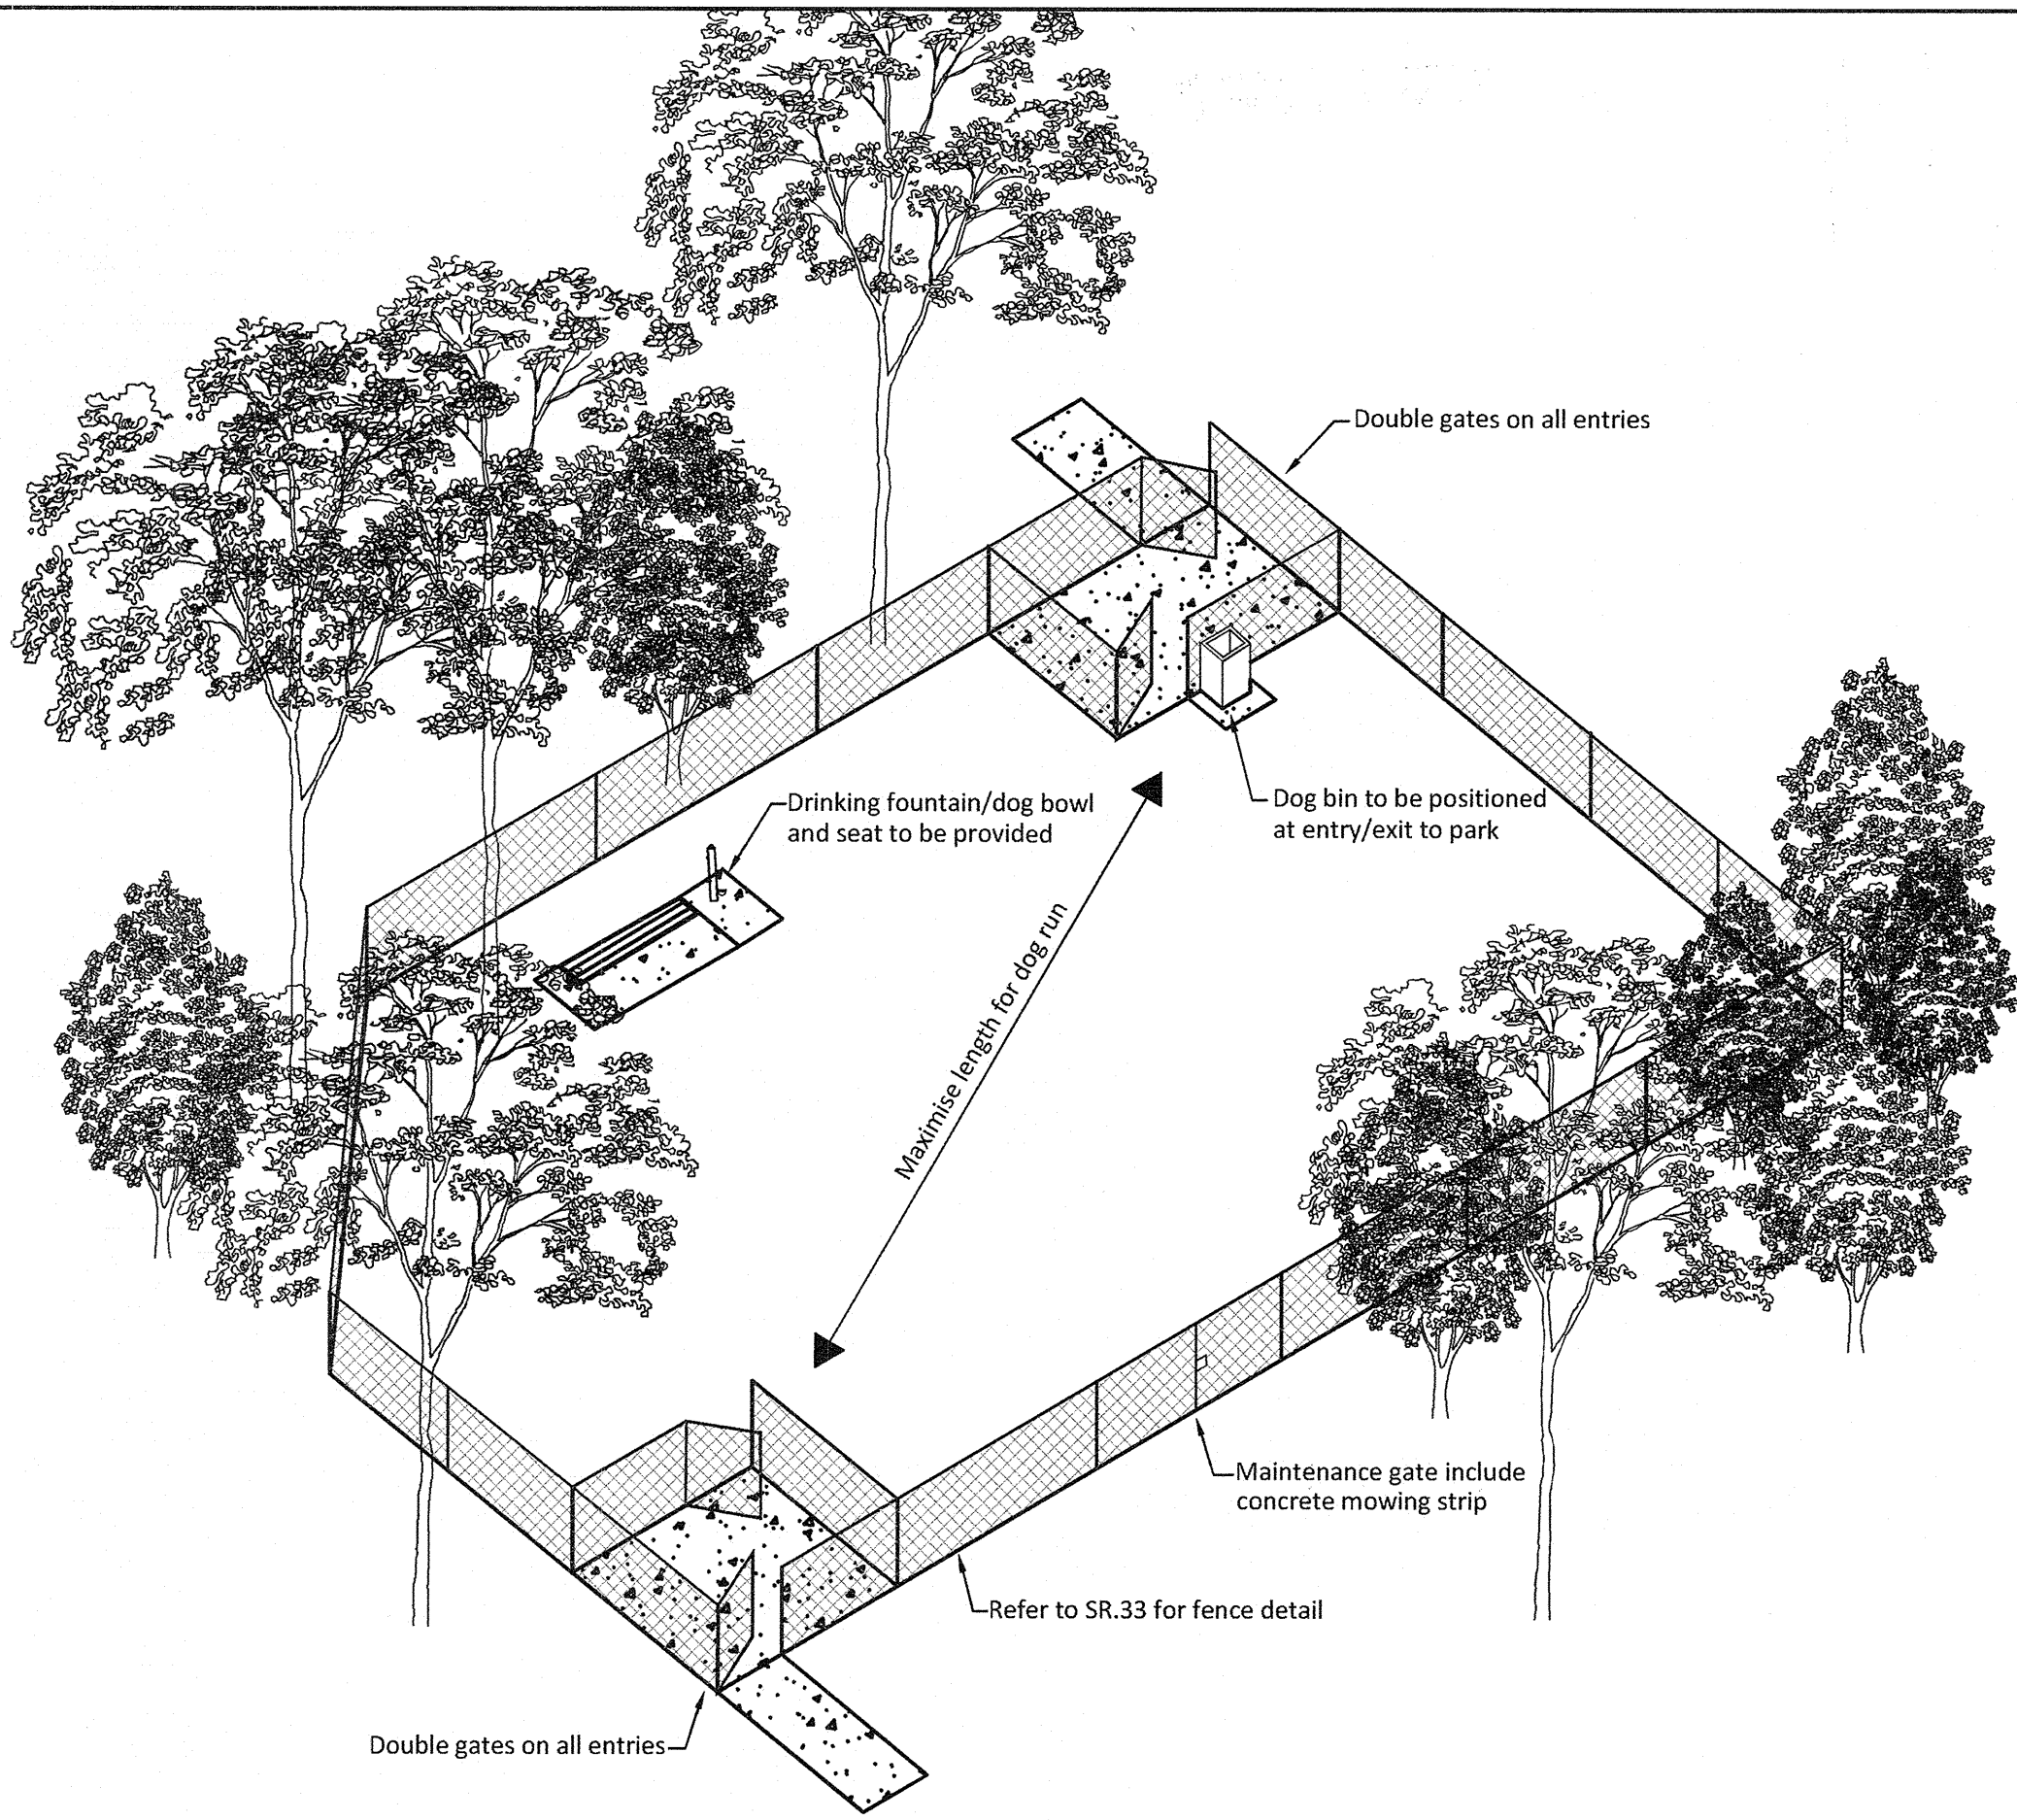 Double gates on all entries
Drinking fountain/dog bowl
and seat to be provided
Dog bin to be positioned
at entry/exit to park
Maximise length for dog run
Maintenance gate include
concrete mowing strip
Refer to SR.33 for fence detail
Double gates on all entries